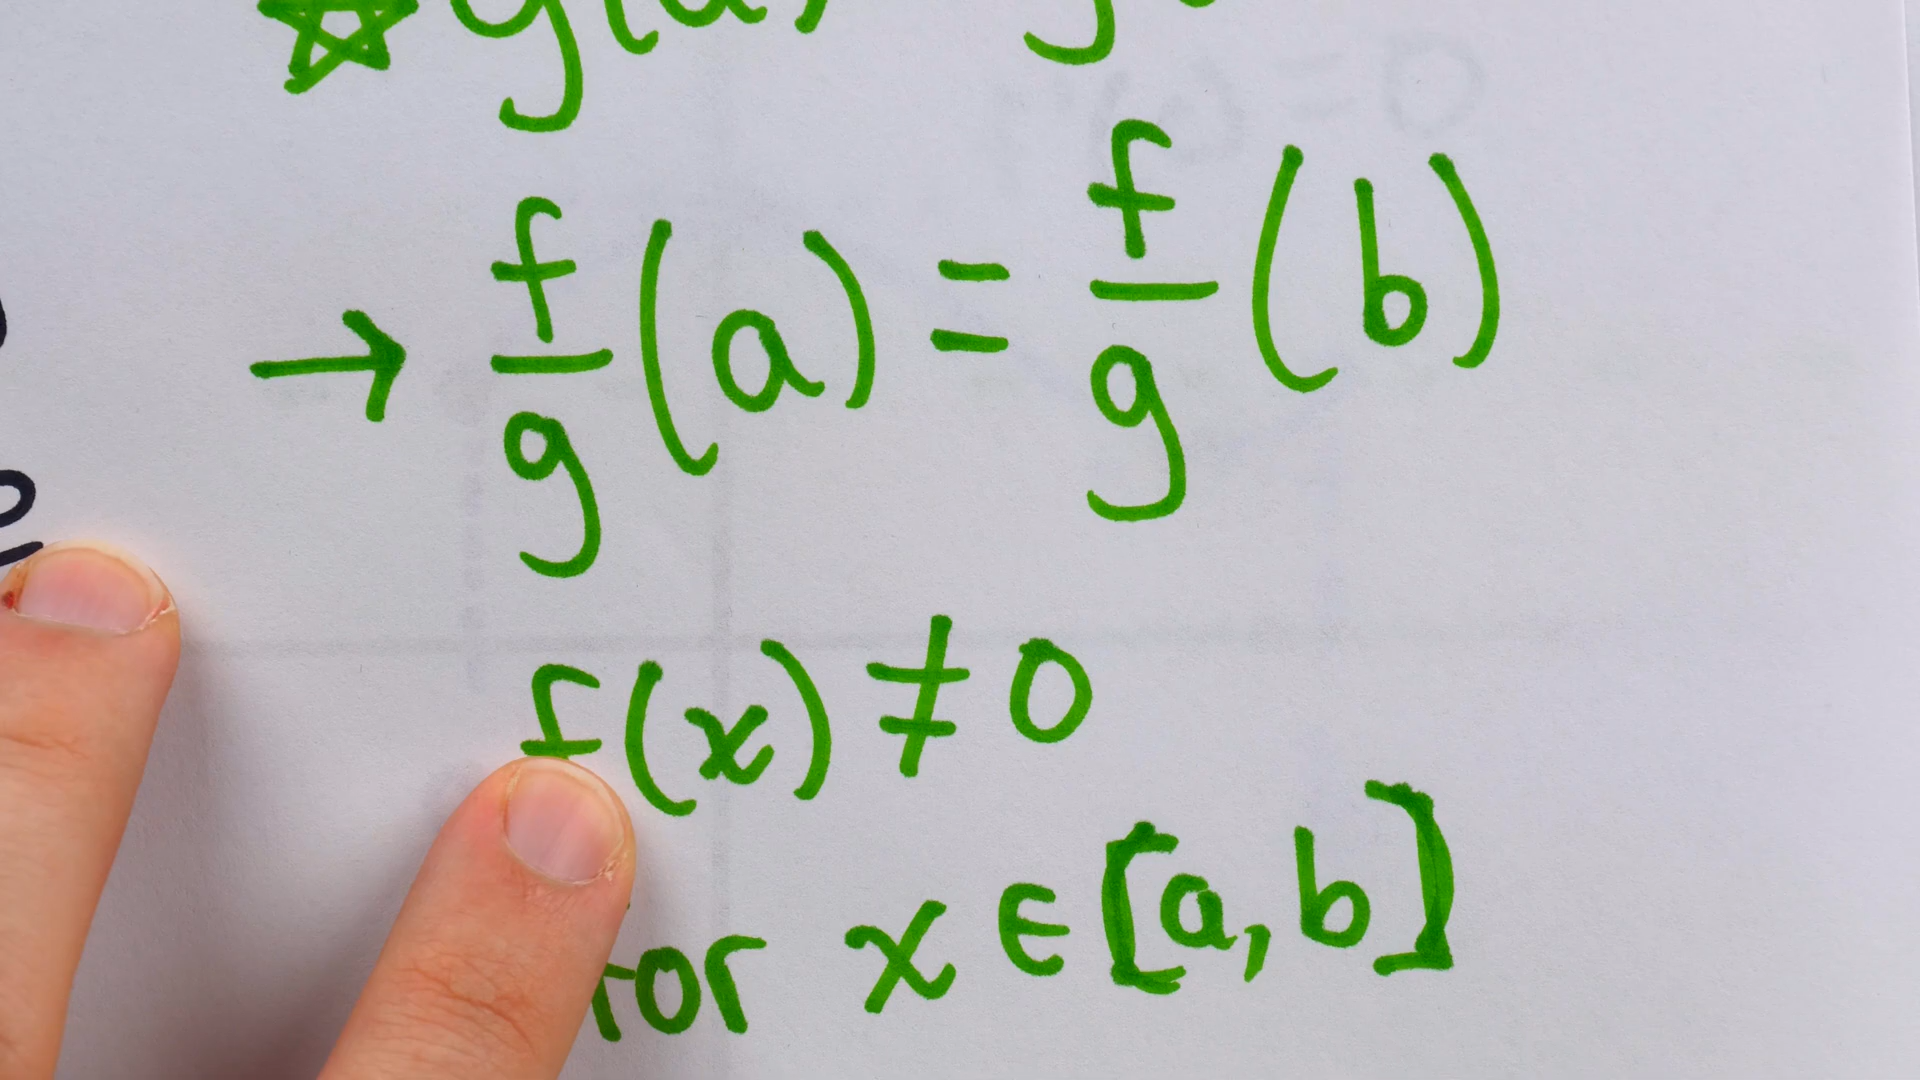 → f/g (a) = f/g (b)
f(x) ≠ 0
for x ∈ [a, b]